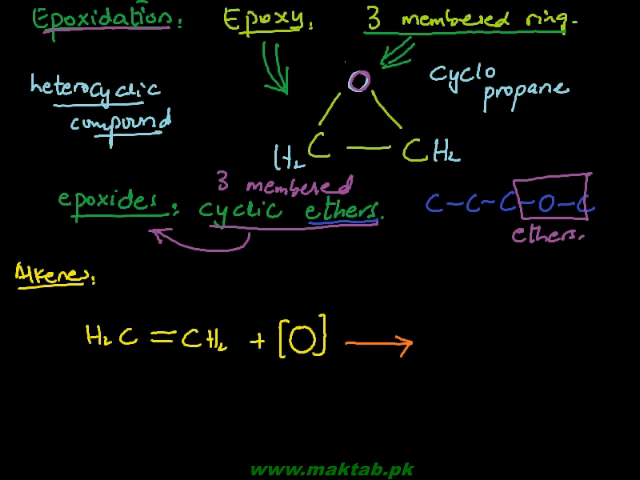 Epoxidation: Epoxy: 3 membered ring.
O
heterocyclic compound
cyclo propane
H₂C — CH₂
3 membered
epoxides: cyclic ethers.
C-C-C-O-C
ethers.
Alkenes:
H₂C=CH₂ + [O] →
www.maktab.pk